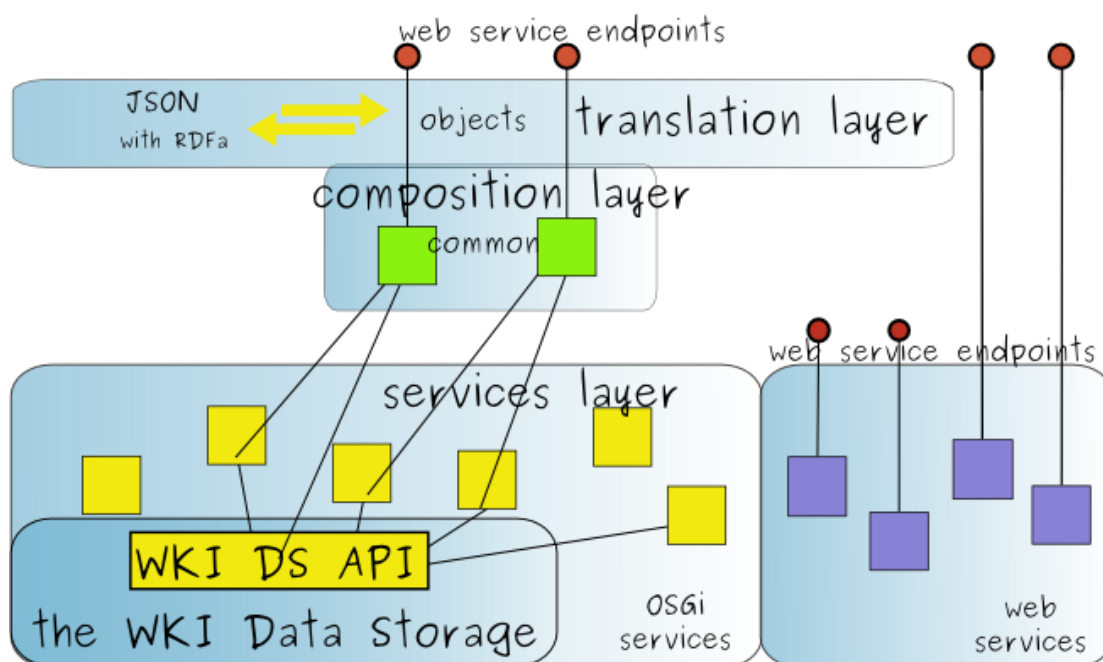 web service endpoints
JSON
with RDFa
objects
translation layer
composition layer
common
web service endpoints
services layer
WKI DS API
the WKI Data Storage
OSGi
services
web
services